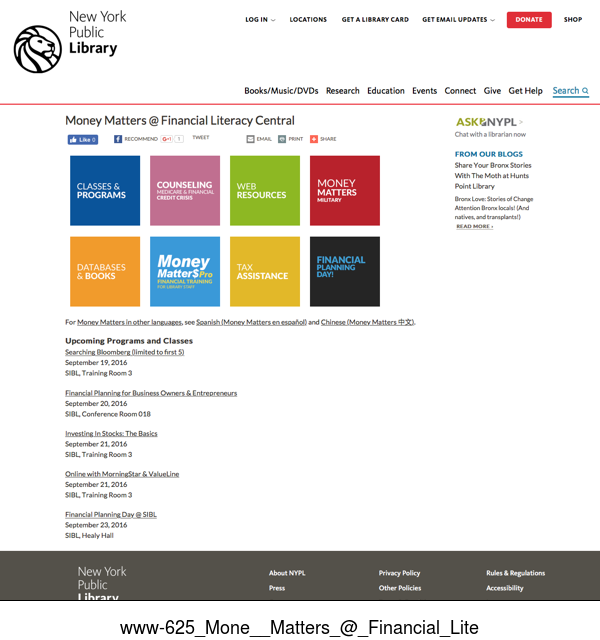 New York
Public
Library
LOG IN
LOCATIONS
GET A LIBRARY CARD
GET EMAIL UPDATES
DONATE
SHOP
Books/Music/DVDs Research Education Events Connect Give Get Help Search
Money Matters @ Financial Literacy Central
Like 0
RECOMMEND
G+1
1
TWEET
EMAIL
PRINT
SHARE
ASK NYPL >
Chat with a librarian now
FROM OUR BLOGS
Share Your Bronx Stories
With The Moth at Hunts
Point Library
Bronx Love: Stories of Change
Attention Bronx locals! (And
natives, and transplants!)
READ MORE ›
CLASSES &
PROGRAMS
COUNSELING
MEDICARE & FINANCIAL
CREDIT CRISIS
WEB
RESOURCES
MONEY
MATTERS
MILITARY
DATABASES
& BOOKS
Money
Matter$Pro
FINANCIAL TRAINING
FOR LIBRARY STAFF
TAX
ASSISTANCE
FINANCIAL
PLANNING
DAY!
For Money Matters in other languages, see Spanish (Money Matters en español) and Chinese (Money Matters 中文).
Upcoming Programs and Classes
Searching Bloomberg (limited to first 5)
September 19, 2016
SIBL, Training Room 3
Financial Planning for Business Owners & Entrepreneurs
September 20, 2016
SIBL, Conference Room 018
Investing In Stocks: The Basics
September 21, 2016
SIBL, Training Room 3
Online with MorningStar & ValueLine
September 21, 2016
SIBL, Training Room 3
Financial Planning Day @ SIBL
September 23, 2016
SIBL, Healy Hall
New York
Public
Library
About NYPL
Privacy Policy
Rules & Regulations
Press
Other Policies
Accessibility
www-625_Mone__Matters_@_Financial_Lite